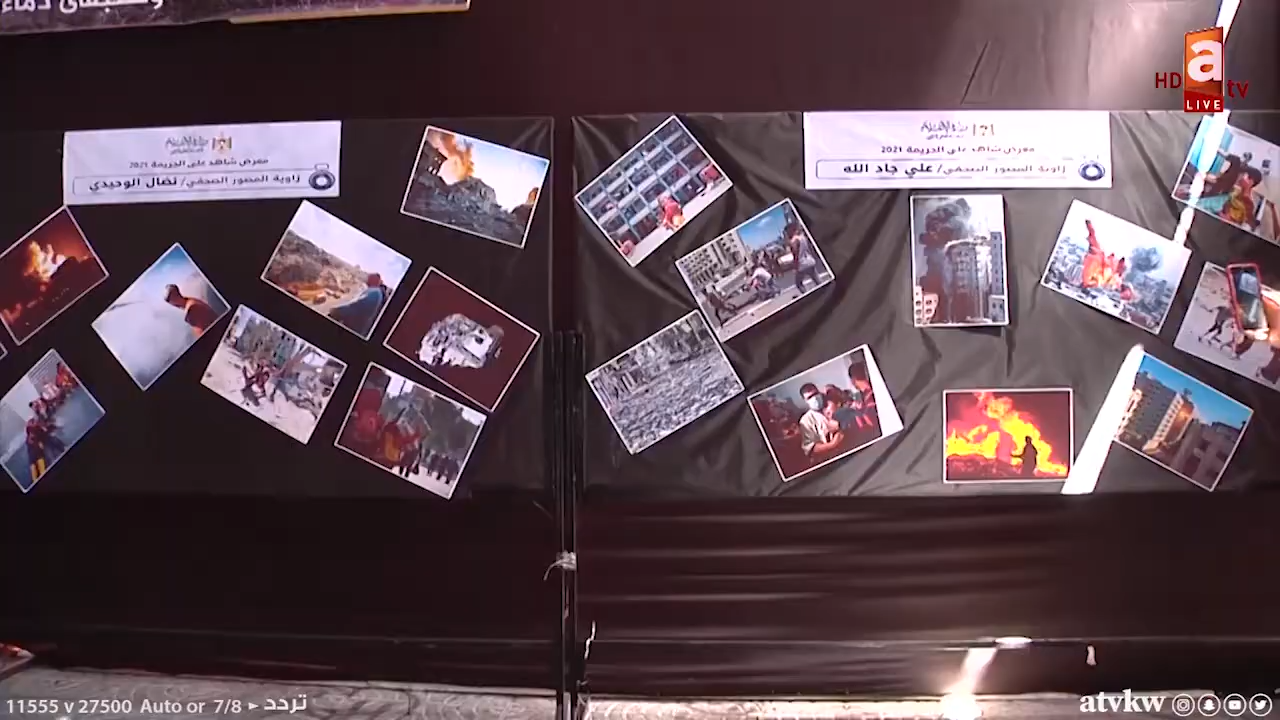 دماء
HD a tv
LIVE
معرض شاهد على الجريمة 2021
زاوية المصور الصحفي/ نضال الوحيدي
معرض شاهد على الجريمة 2021
زاوية المصور الصحفي/ علي جاد الله
11555 v 27500 Auto or 7/8 ► تردد
atvkw